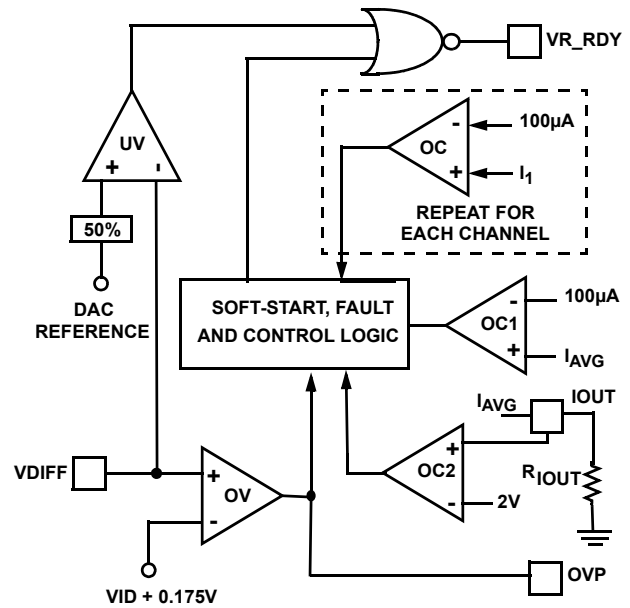 VR_RDY
UV
+ -
50%
DAC
REFERENCE
- 100µA
OC
+ I1
REPEAT FOR
EACH CHANNEL
SOFT-START, FAULT
AND CONTROL LOGIC
- 100µA
OC1
+ IAVG
IAVG IOUT
+
OC2
- 2V
RIOUT
VDIFF
+
OV
-
VID + 0.175V
OVP